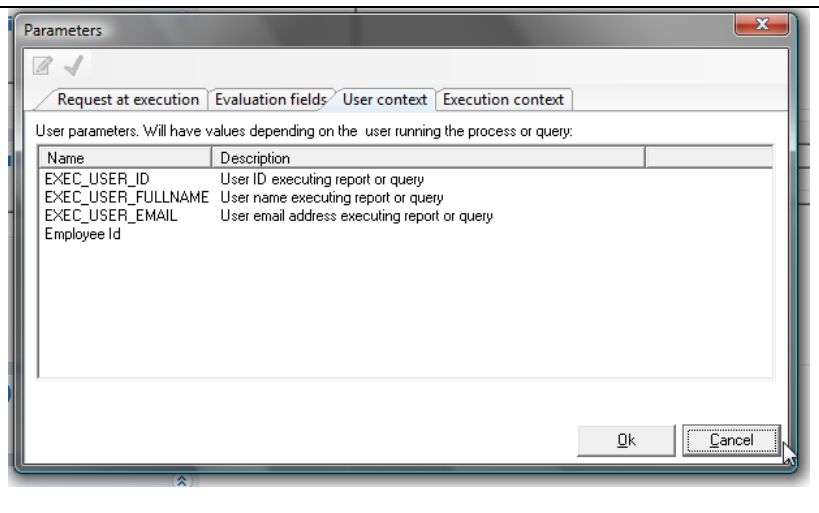 Parameters
Request at execution Evaluation fields User context Execution context
User parameters. Will have values depending on the user running the process or query:
Name Description
EXEC_USER_ID User ID executing report or query
EXEC_USER_FULLNAME User name executing report or query
EXEC_USER_EMAIL User email address executing report or query
Employee Id
Ok Cancel